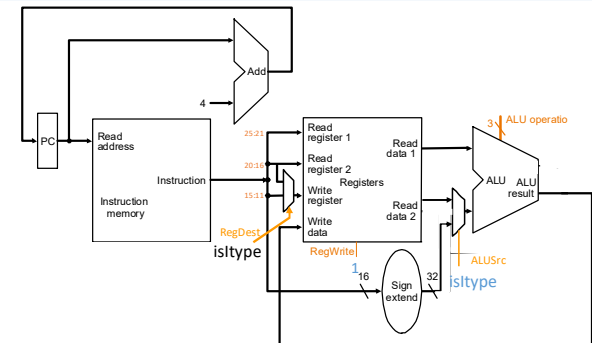 Add
4
PC
Read
address
Instruction
Instruction
memory
25:21
20:16
15:11
Read
register 1
Read
register 2
Write
register
Write
data
Registers
Read
data 1
Read
data 2
RegDest
isItype
RegWrite
1
16
Sign
extend
32
3
ALU operatio
ALU
ALU
result
ALUSrc
isItype